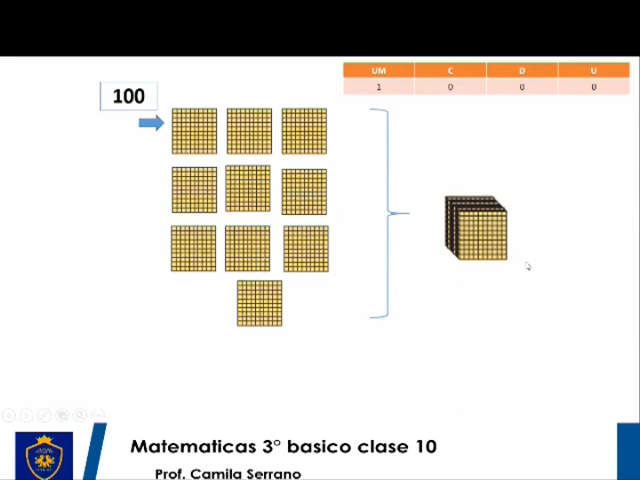 UM C D U
1 0 0 0
100
Matematicas 3° basico clase 10
Prof. Camila Serrano